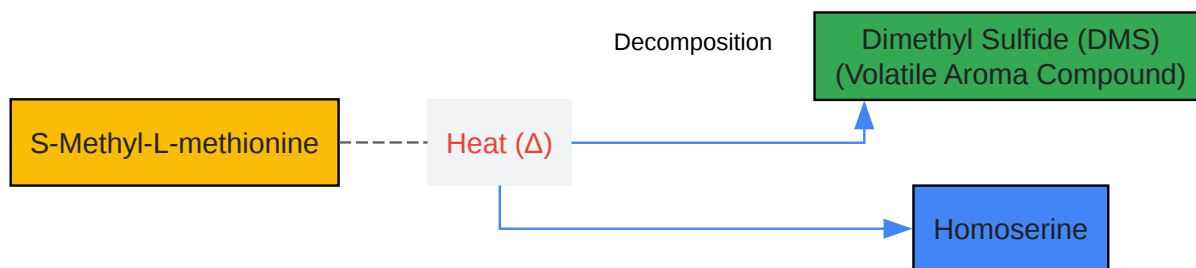 Decomposition
Dimethyl Sulfide (DMS)
(Volatile Aroma Compound)
S-Methyl-L-methionine
Heat (Δ)
Homoserine